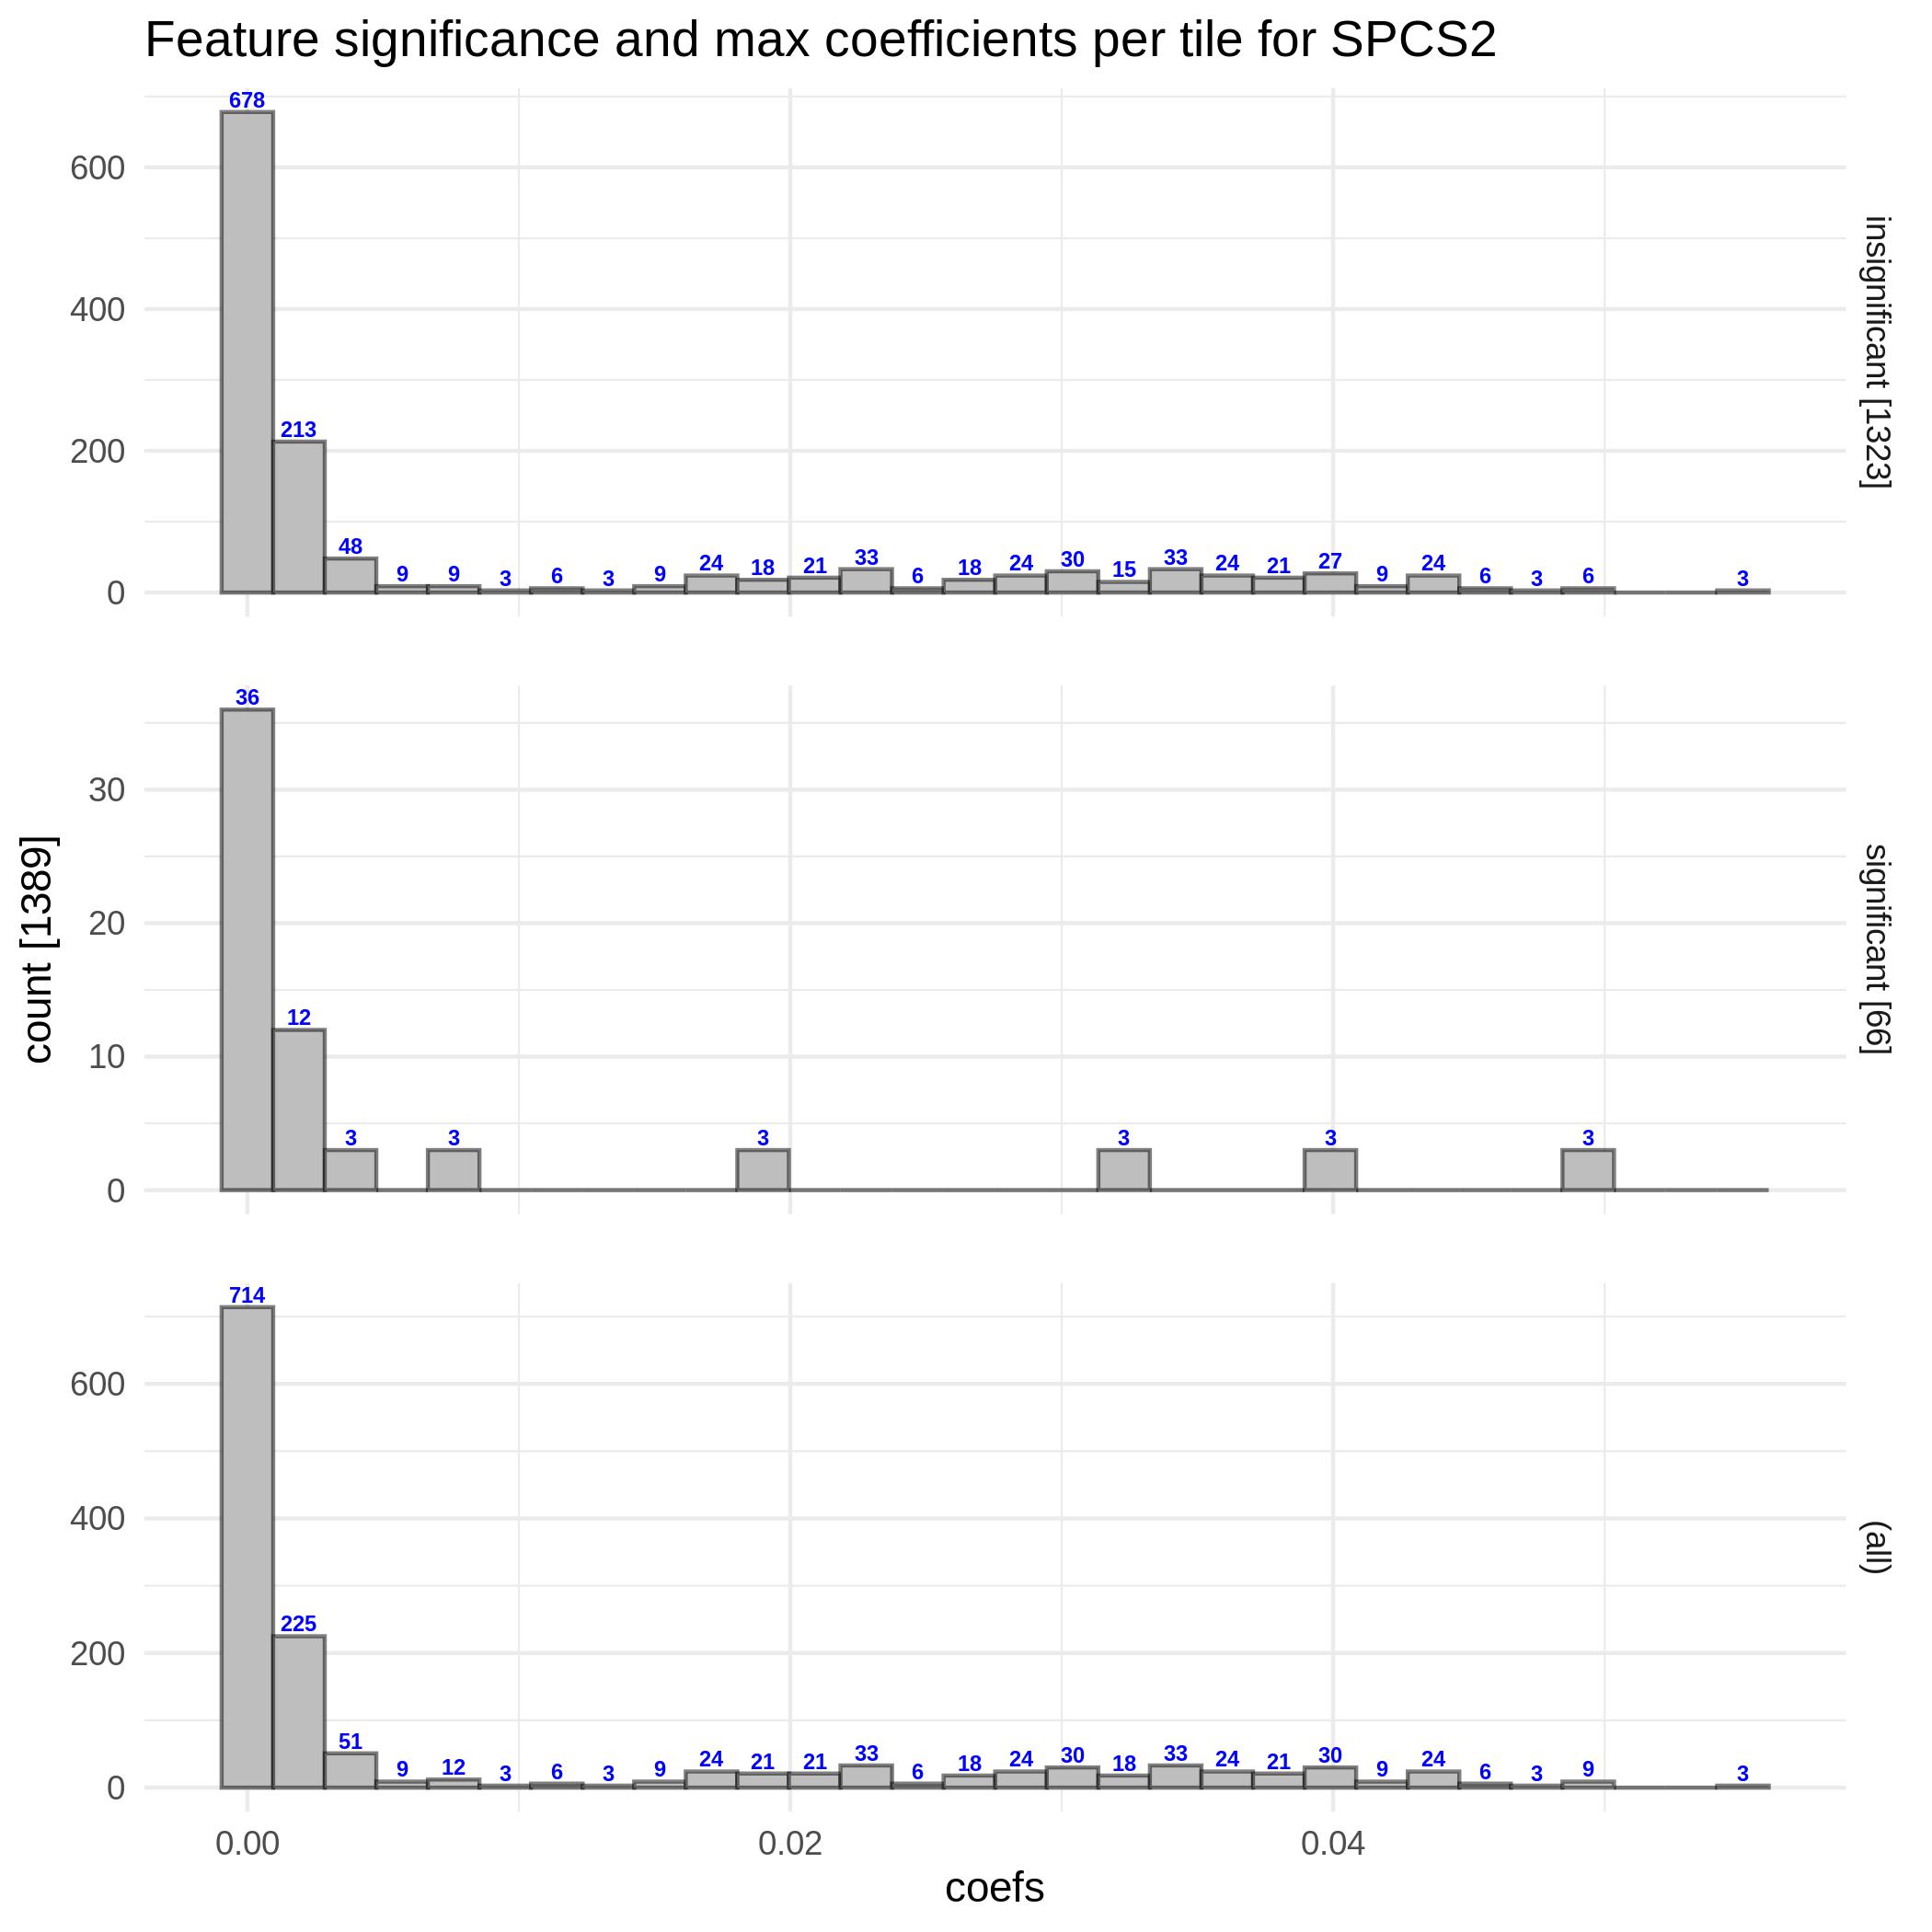 Feature significance and max coefficients per tile for SPCS2
678
600
400
213
200
48 9 9 3 6 3 9 24 18 21 33 6 18 24 30 15 33 24 21 27 9 24 6 3 6 3
0
insignificant [1323]
36
30
20
12
10
3 3 3 3 3 3
0
significant [66]
count [1389]
714
600
400
225
200
51 9 12 3 6 3 9 24 21 21 33 6 18 24 30 18 33 24 21 30 9 24 6 3 9 3
0
(all)
0.00 0.02 0.04
coefs